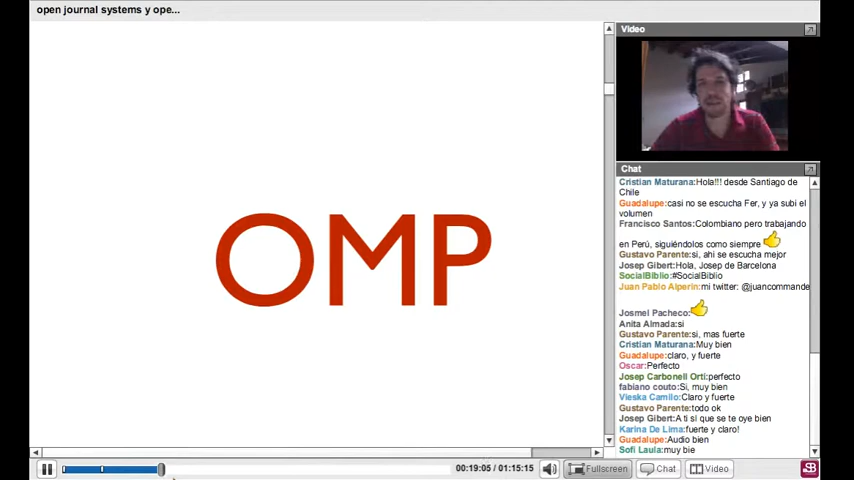 open journal systems y ope...
Video
OMP
Chat
Cristian Maturana:Hola!!! desde Santiago de
Chile
Guadalupe:casi no se escucha Fer, y ya subi el
volumen
Francisco Santos:Colombiano pero trabajando
en Perú, siguiéndolos como siempre
Gustavo Parente:si, ahi se escucha mejor
Josep Gibert:Hola, Josep de Barcelona
SocialBiblio:#SocialBiblio
Juan Pablo Alperin:mi twitter: @juancommande
Josmel Pacheco:
Anita Almada:si
Gustavo Parente:si, mas fuerte
Cristian Maturana:Muy bien
Guadalupe:claro, y fuerte
Oscar:Perfecto
Josep Carbonell Ortí:perfecto
fabiano couto:Si, muy bien
Vieska Camilo:Claro y fuerte
Gustavo Parente:todo ok
Josep Gibert:A ti sI que se te oye bien
Karina De Lima:fuerte y claro!
Guadalupe:Audio bien
Sofi Laula:muy bie
00:19:05 / 01:15:15
Fullscreen
Chat
Video
SB